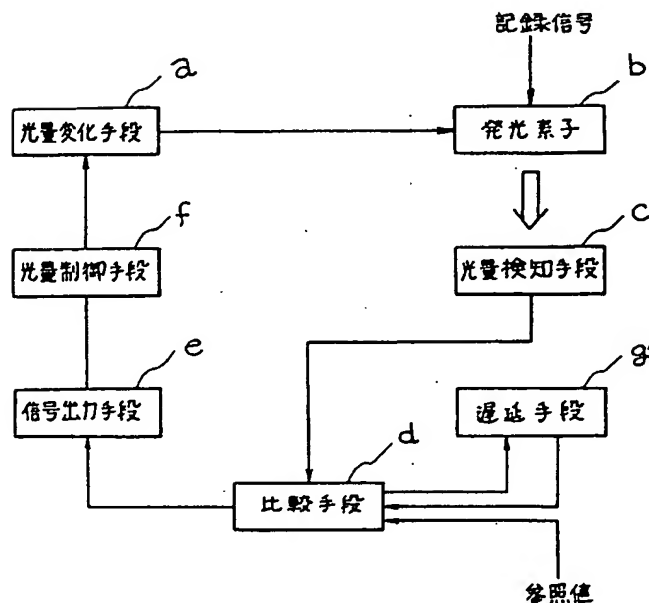 記録信号
a
b
光量変化手段
発光素子
f
c
光量制御手段
光量検知手段
e
g
信号出力手段
遅延手段
d
比較手段
参照値